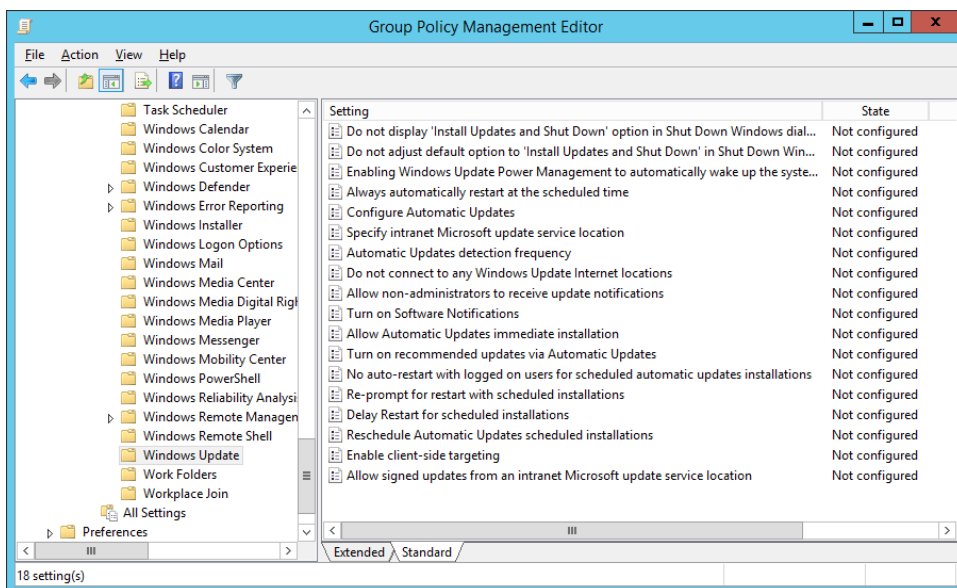 Group Policy Management Editor
File Action View Help
Task Scheduler
Windows Calendar
Windows Color System
Windows Customer Experie
Windows Defender
Windows Error Reporting
Windows Installer
Windows Logon Options
Windows Mail
Windows Media Center
Windows Media Digital Righ
Windows Media Player
Windows Messenger
Windows Mobility Center
Windows PowerShell
Windows Reliability Analysi
Windows Remote Managen
Windows Remote Shell
Windows Update
Work Folders
Workplace Join
All Settings
Preferences
Setting State
Do not display 'Install Updates and Shut Down' option in Shut Down Windows dial... Not configured
Do not adjust default option to 'Install Updates and Shut Down' in Shut Down Win... Not configured
Enabling Windows Update Power Management to automatically wake up the syste... Not configured
Always automatically restart at the scheduled time Not configured
Configure Automatic Updates Not configured
Specify intranet Microsoft update service location Not configured
Automatic Updates detection frequency Not configured
Do not connect to any Windows Update Internet locations Not configured
Allow non-administrators to receive update notifications Not configured
Turn on Software Notifications Not configured
Allow Automatic Updates immediate installation Not configured
Turn on recommended updates via Automatic Updates Not configured
No auto-restart with logged on users for scheduled automatic updates installations Not configured
Re-prompt for restart with scheduled installations Not configured
Delay Restart for scheduled installations Not configured
Reschedule Automatic Updates scheduled installations Not configured
Enable client-side targeting Not configured
Allow signed updates from an intranet Microsoft update service location Not configured
Extended Standard
18 setting(s)